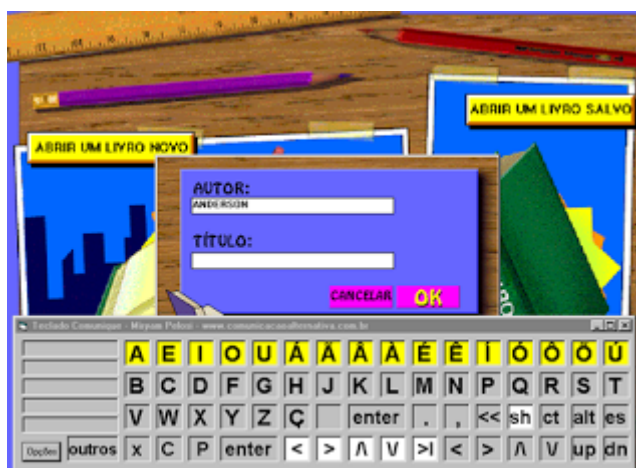 ABRIR UM LIVRO SALVO
ABRIR UM LIVRO NOVO
AUTOR:
ANDERSON
TÍTULO:
CANCELAR OK
Teclado Comunique - Miryam Pelosi - www.comunicacaoalternativa.com.br
A E I O U Á Ã Â À É Ê Í Ó Ô Õ Ú
B C D F G H J K L M N P Q R S T
V W X Y Z Ç enter . , << sh ct alt es
Opções outros x C P enter < > /\ \/ >| < > /\ \/ up dn